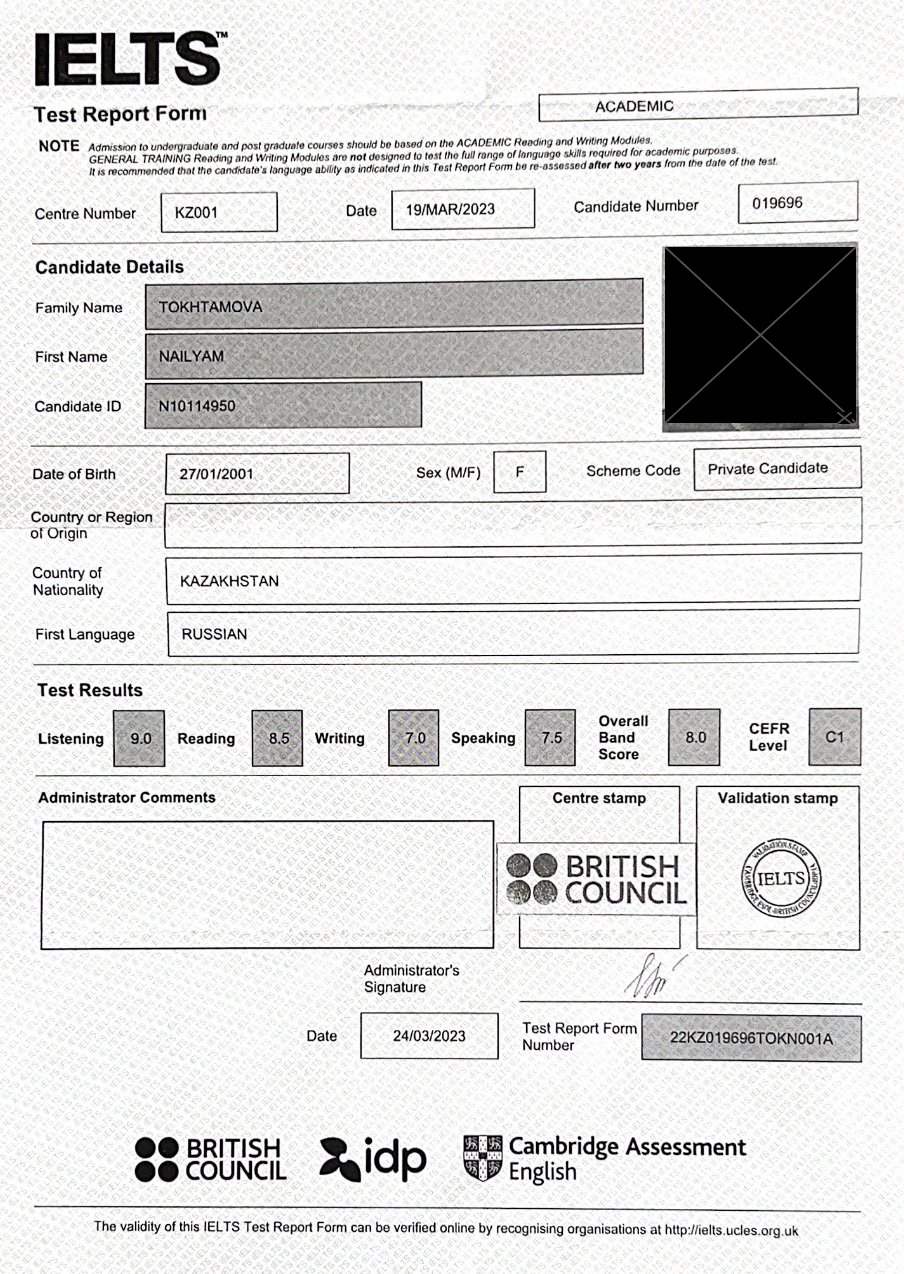 IELTS™
Test Report Form
ACADEMIC
NOTE Admission to undergraduate and post graduate courses should be based on the ACADEMIC Reading and Writing Modules.
GENERAL TRAINING Reading and Writing Modules are not designed to test the full range of language skills required for academic purposes.
It is recommended that the candidate's language ability as indicated in this Test Report Form be re-assessed after two years from the date of the test.
Centre Number KZ001 Date 19/MAR/2023 Candidate Number 019696
Candidate Details
Family Name TOKHTAMOVA
First Name NAILYAM
Candidate ID N10114950
Date of Birth 27/01/2001 Sex (M/F) F Scheme Code Private Candidate
Country or Region
of Origin
Country of
Nationality KAZAKHSTAN
First Language RUSSIAN
Test Results
Listening 9.0 Reading 8.5 Writing 7.0 Speaking 7.5 Overall Band Score 8.0 CEFR Level C1
Administrator Comments
Centre stamp
BRITISH
COUNCIL
Validation stamp
VALIDATION STAMP
IELTS
Administrator's
Signature
Date 24/03/2023
Test Report Form
Number 22KZ019696TOKN001A
BRITISH
COUNCIL
idp
Cambridge Assessment
English
The validity of this IELTS Test Report Form can be verified online by recognising organisations at http://ielts.ucles.org.uk